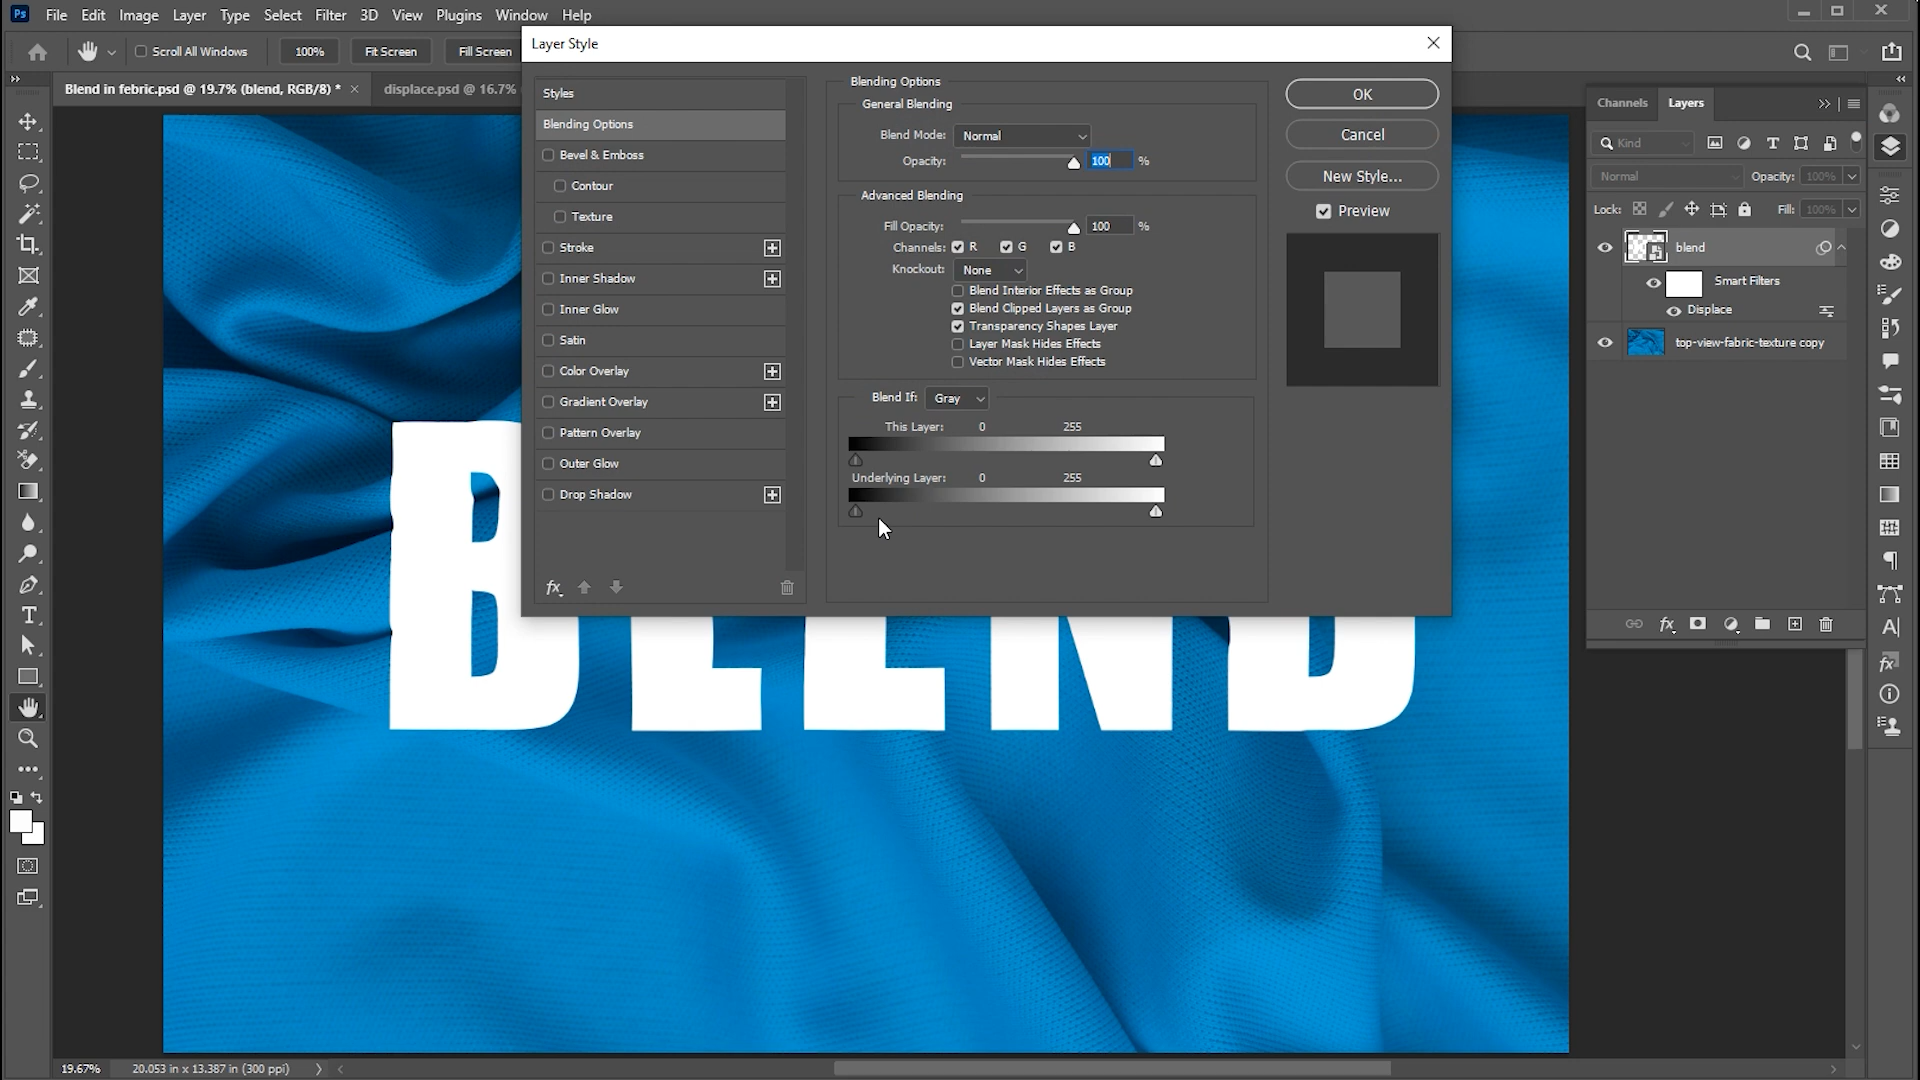 Ps File Edit Image Layer Type Select Filter 3D View Plugins Window Help
Scroll All Windows 100% Fit Screen Fill Screen
Layer Style
Blend in febric.psd @ 19.7% (blend, RGB/8) * × displace.psd @ 16.7%
Styles
Blending Options
Bevel & Emboss
Contour
Texture
Stroke
Inner Shadow
Inner Glow
Satin
Color Overlay
Gradient Overlay
Pattern Overlay
Outer Glow
Drop Shadow
fx
Blending Options
General Blending
Blend Mode: Normal
Opacity: 100 %
Advanced Blending
Fill Opacity: 100 %
Channels: R G B
Knockout: None
Blend Interior Effects as Group
Blend Clipped Layers as Group
Transparency Shapes Layer
Layer Mask Hides Effects
Vector Mask Hides Effects
Blend If: Gray
This Layer: 0 255
Underlying Layer: 0 255
OK
Cancel
New Style...
Preview
Channels Layers
Kind
Normal Opacity: 100%
Lock: Fill: 100%
blend
Smart Filters
Displace
top-view-fabric-texture copy
fx
BLEND
19.67% 20.053 in x 13.387 in (300 ppi)